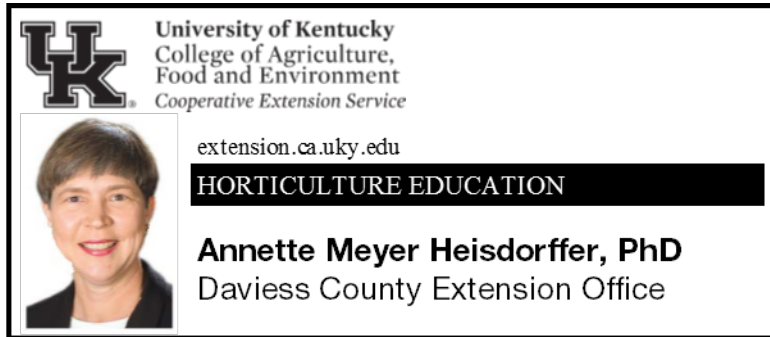 UK
University of Kentucky
College of Agriculture,
Food and Environment
Cooperative Extension Service
extension.ca.uky.edu
HORTICULTURE EDUCATION
Annette Meyer Heisdorffer, PhD
Daviess County Extension Office